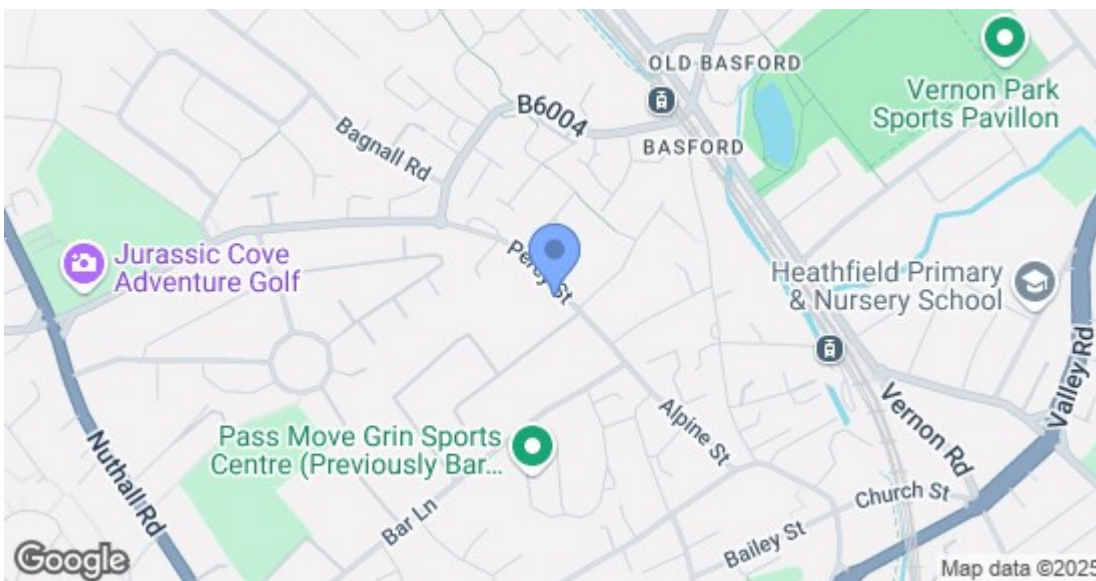 OLD BASFORD
Vernon Park
Sports Pavillon
B6004
BASFORD
Bagnall Rd
Jurassic Cove
Adventure Golf
Percy St
Heathfield Primary
& Nursery School
Valley Rd
Nuthall Rd
Pass Move Grin Sports
Centre (Previously Bar...
Alpine St
Vernon Rd
Bar Ln
Church St
Bailey St
Google
Map data ©2025